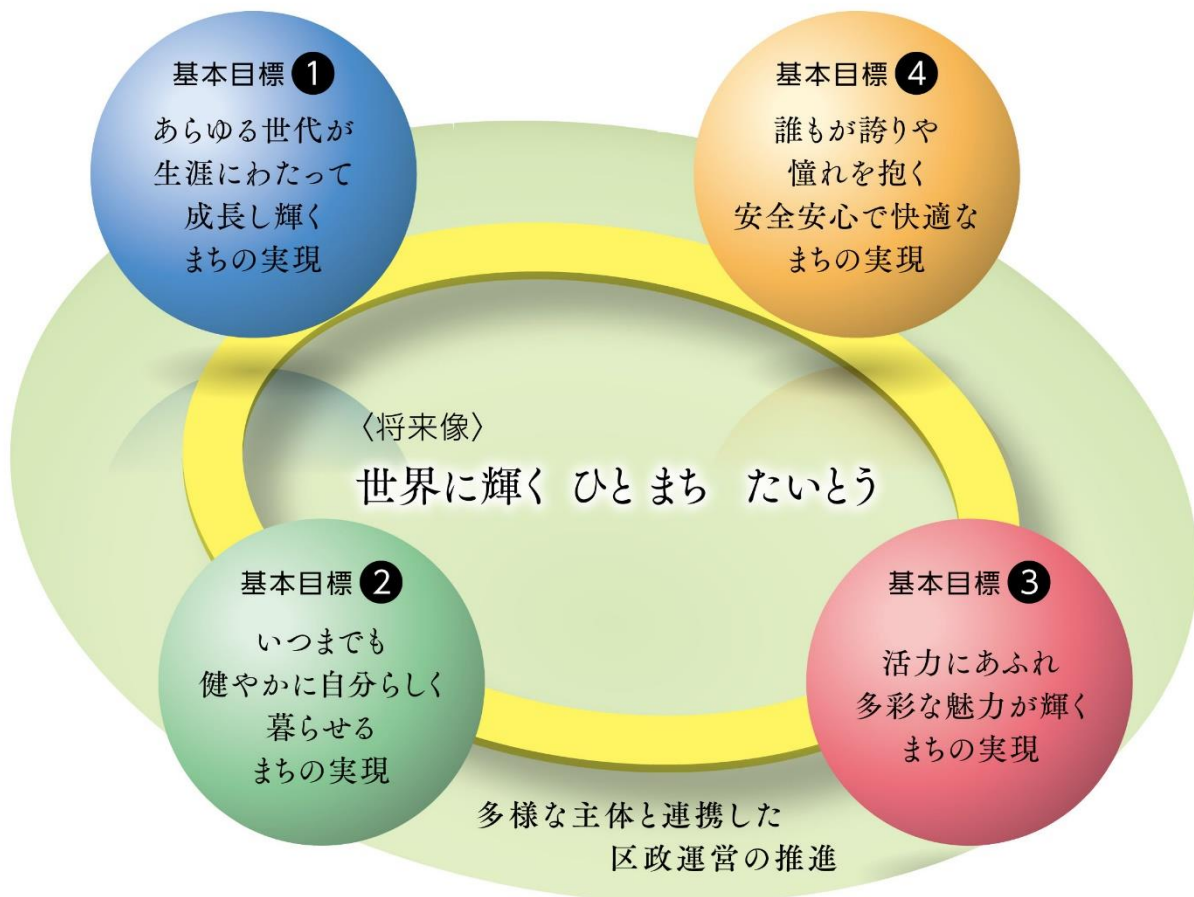 基本目標 ❶
あらゆる世代が
生涯にわたって
成長し輝く
まちの実現
基本目標 ❹
誰もが誇りや
憧れを抱く
安全安心で快適な
まちの実現
〈将来像〉
世界に輝く ひと まち たいとう
基本目標 ❷
いつまでも
健やかに自分らしく
暮らせる
まちの実現
基本目標 ❸
活力にあふれ
多彩な魅力が輝く
まちの実現
多様な主体と連携した
区政運営の推進